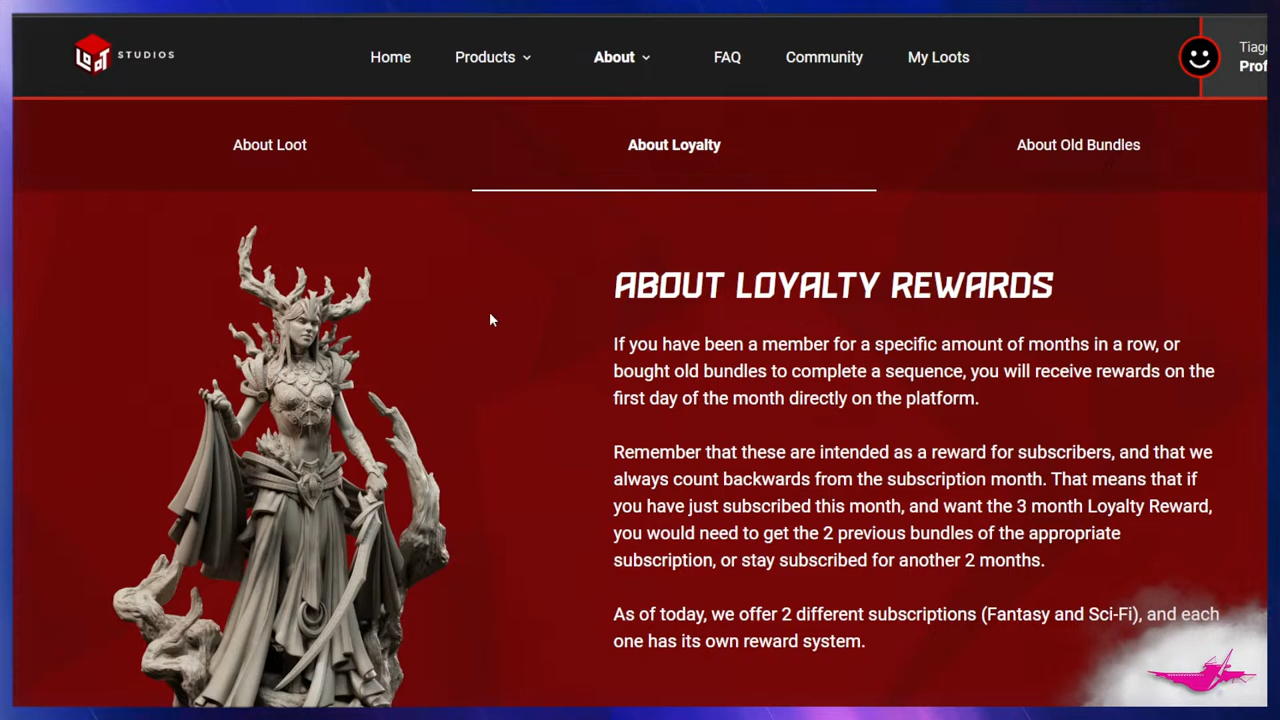 LOOT STUDIOS
Home Products About FAQ Community My Loots
Tiago
Prof
About Loot About Loyalty About Old Bundles
ABOUT LOYALTY REWARDS
If you have been a member for a specific amount of months in a row, or
bought old bundles to complete a sequence, you will receive rewards on the
first day of the month directly on the platform.
Remember that these are intended as a reward for subscribers, and that we
always count backwards from the subscription month. That means that if
you have just subscribed this month, and want the 3 month Loyalty Reward,
you would need to get the 2 previous bundles of the appropriate
subscription, or stay subscribed for another 2 months.
As of today, we offer 2 different subscriptions (Fantasy and Sci-Fi), and each
one has its own reward system.